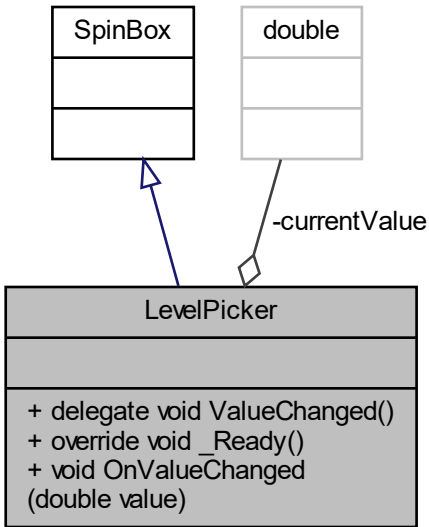 SpinBox
double
-currentValue
LevelPicker
+ delegate void ValueChanged()
+ override void _Ready()
+ void OnValueChanged
(double value)